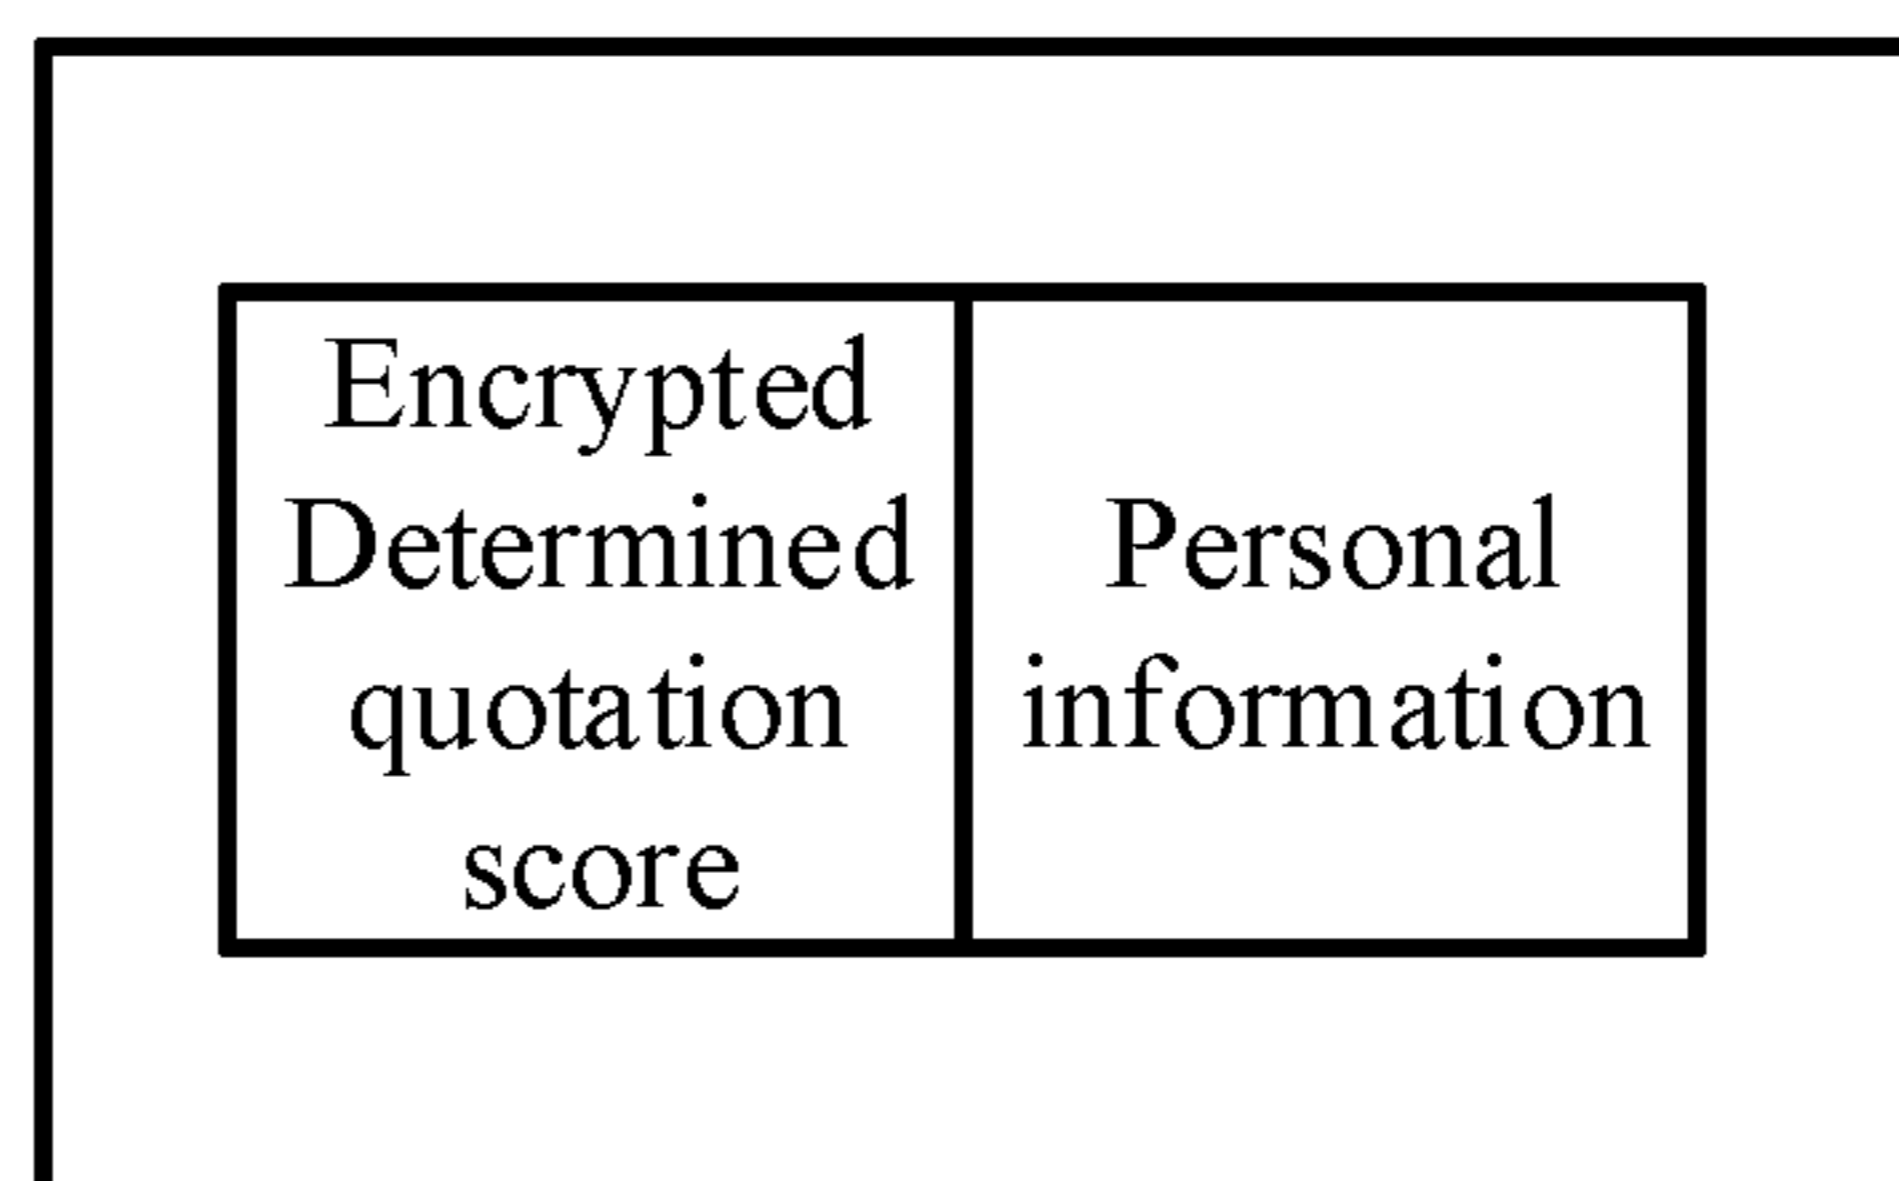 Encrypted
Determined
quotation
score
Personal
information